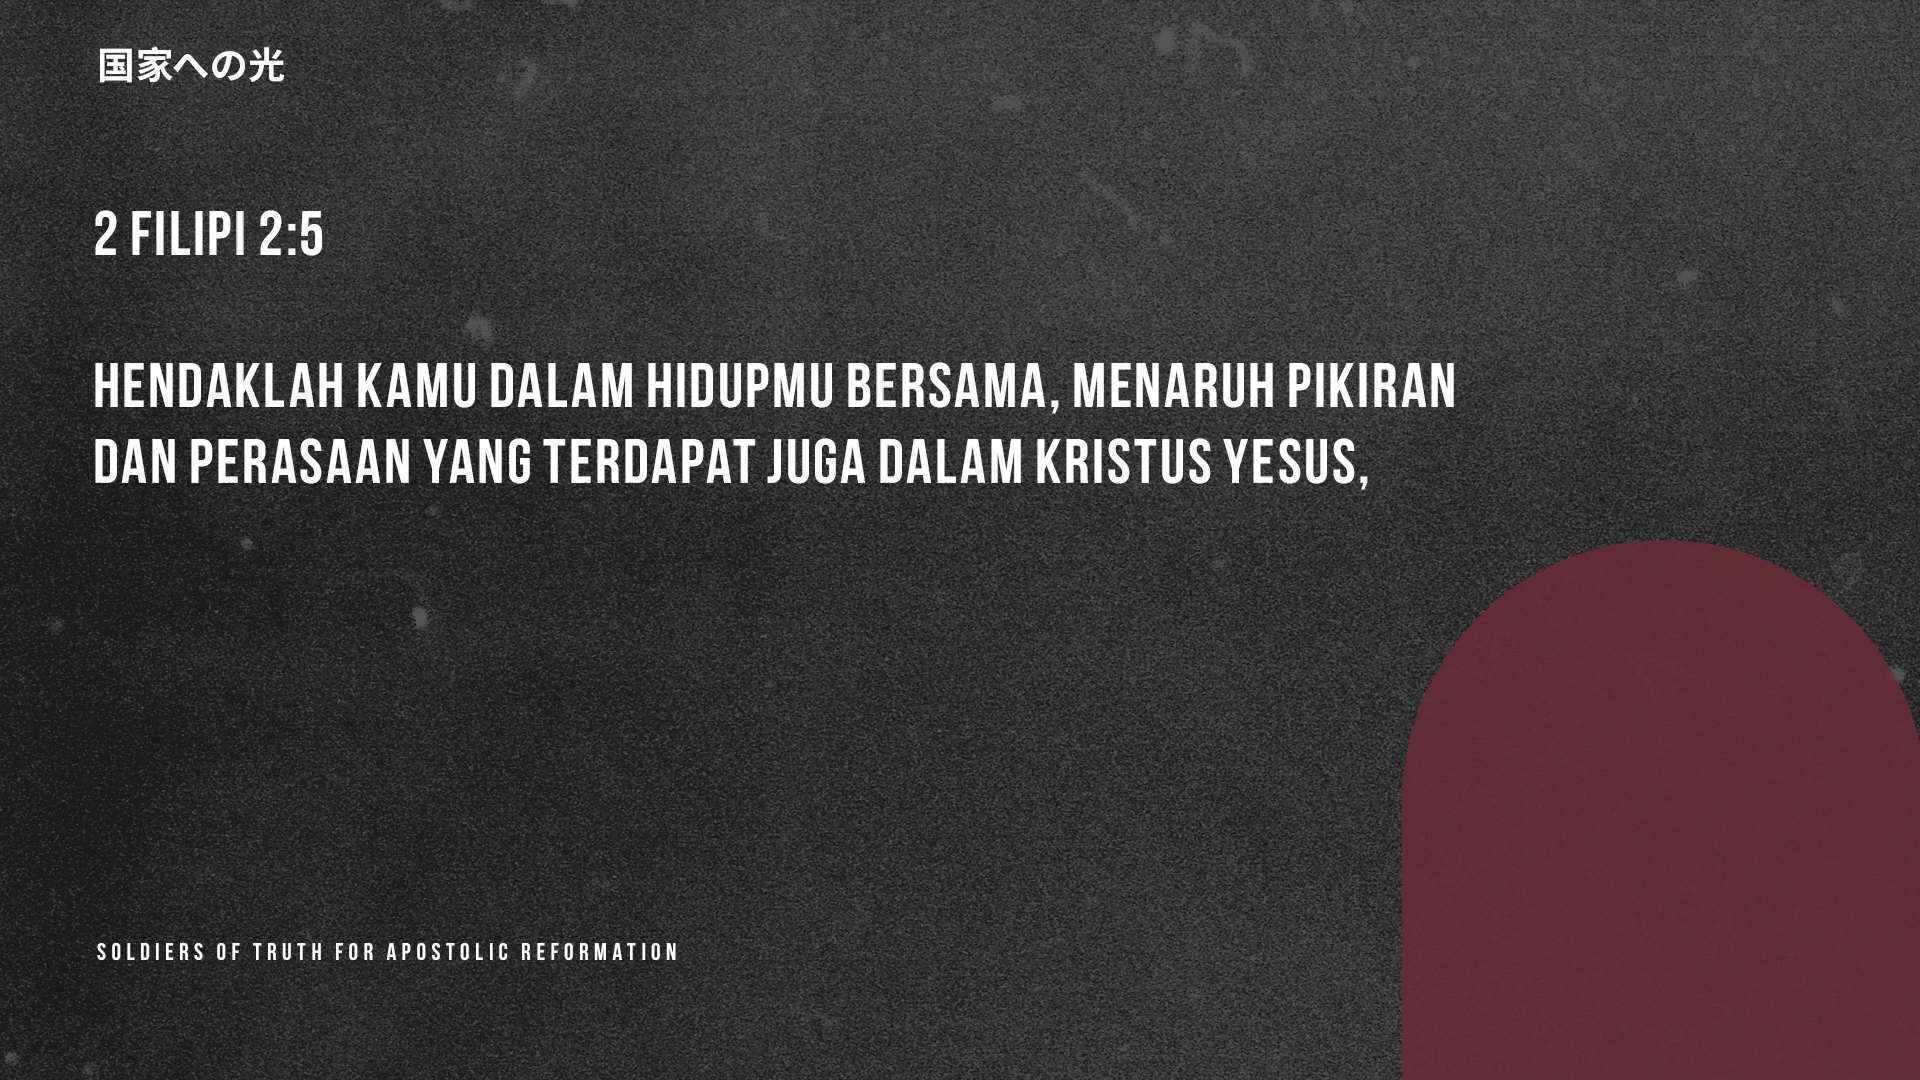 国家への光
2 FILIPI 2:5
HENDAKLAH KAMU DALAM HIDUPMU BERSAMA, MENARUH PIKIRAN
DAN PERASAAN YANG TERDAPAT JUGA DALAM KRISTUS YESUS,
SOLDIERS OF TRUTH FOR APOSTOLIC REFORMATION